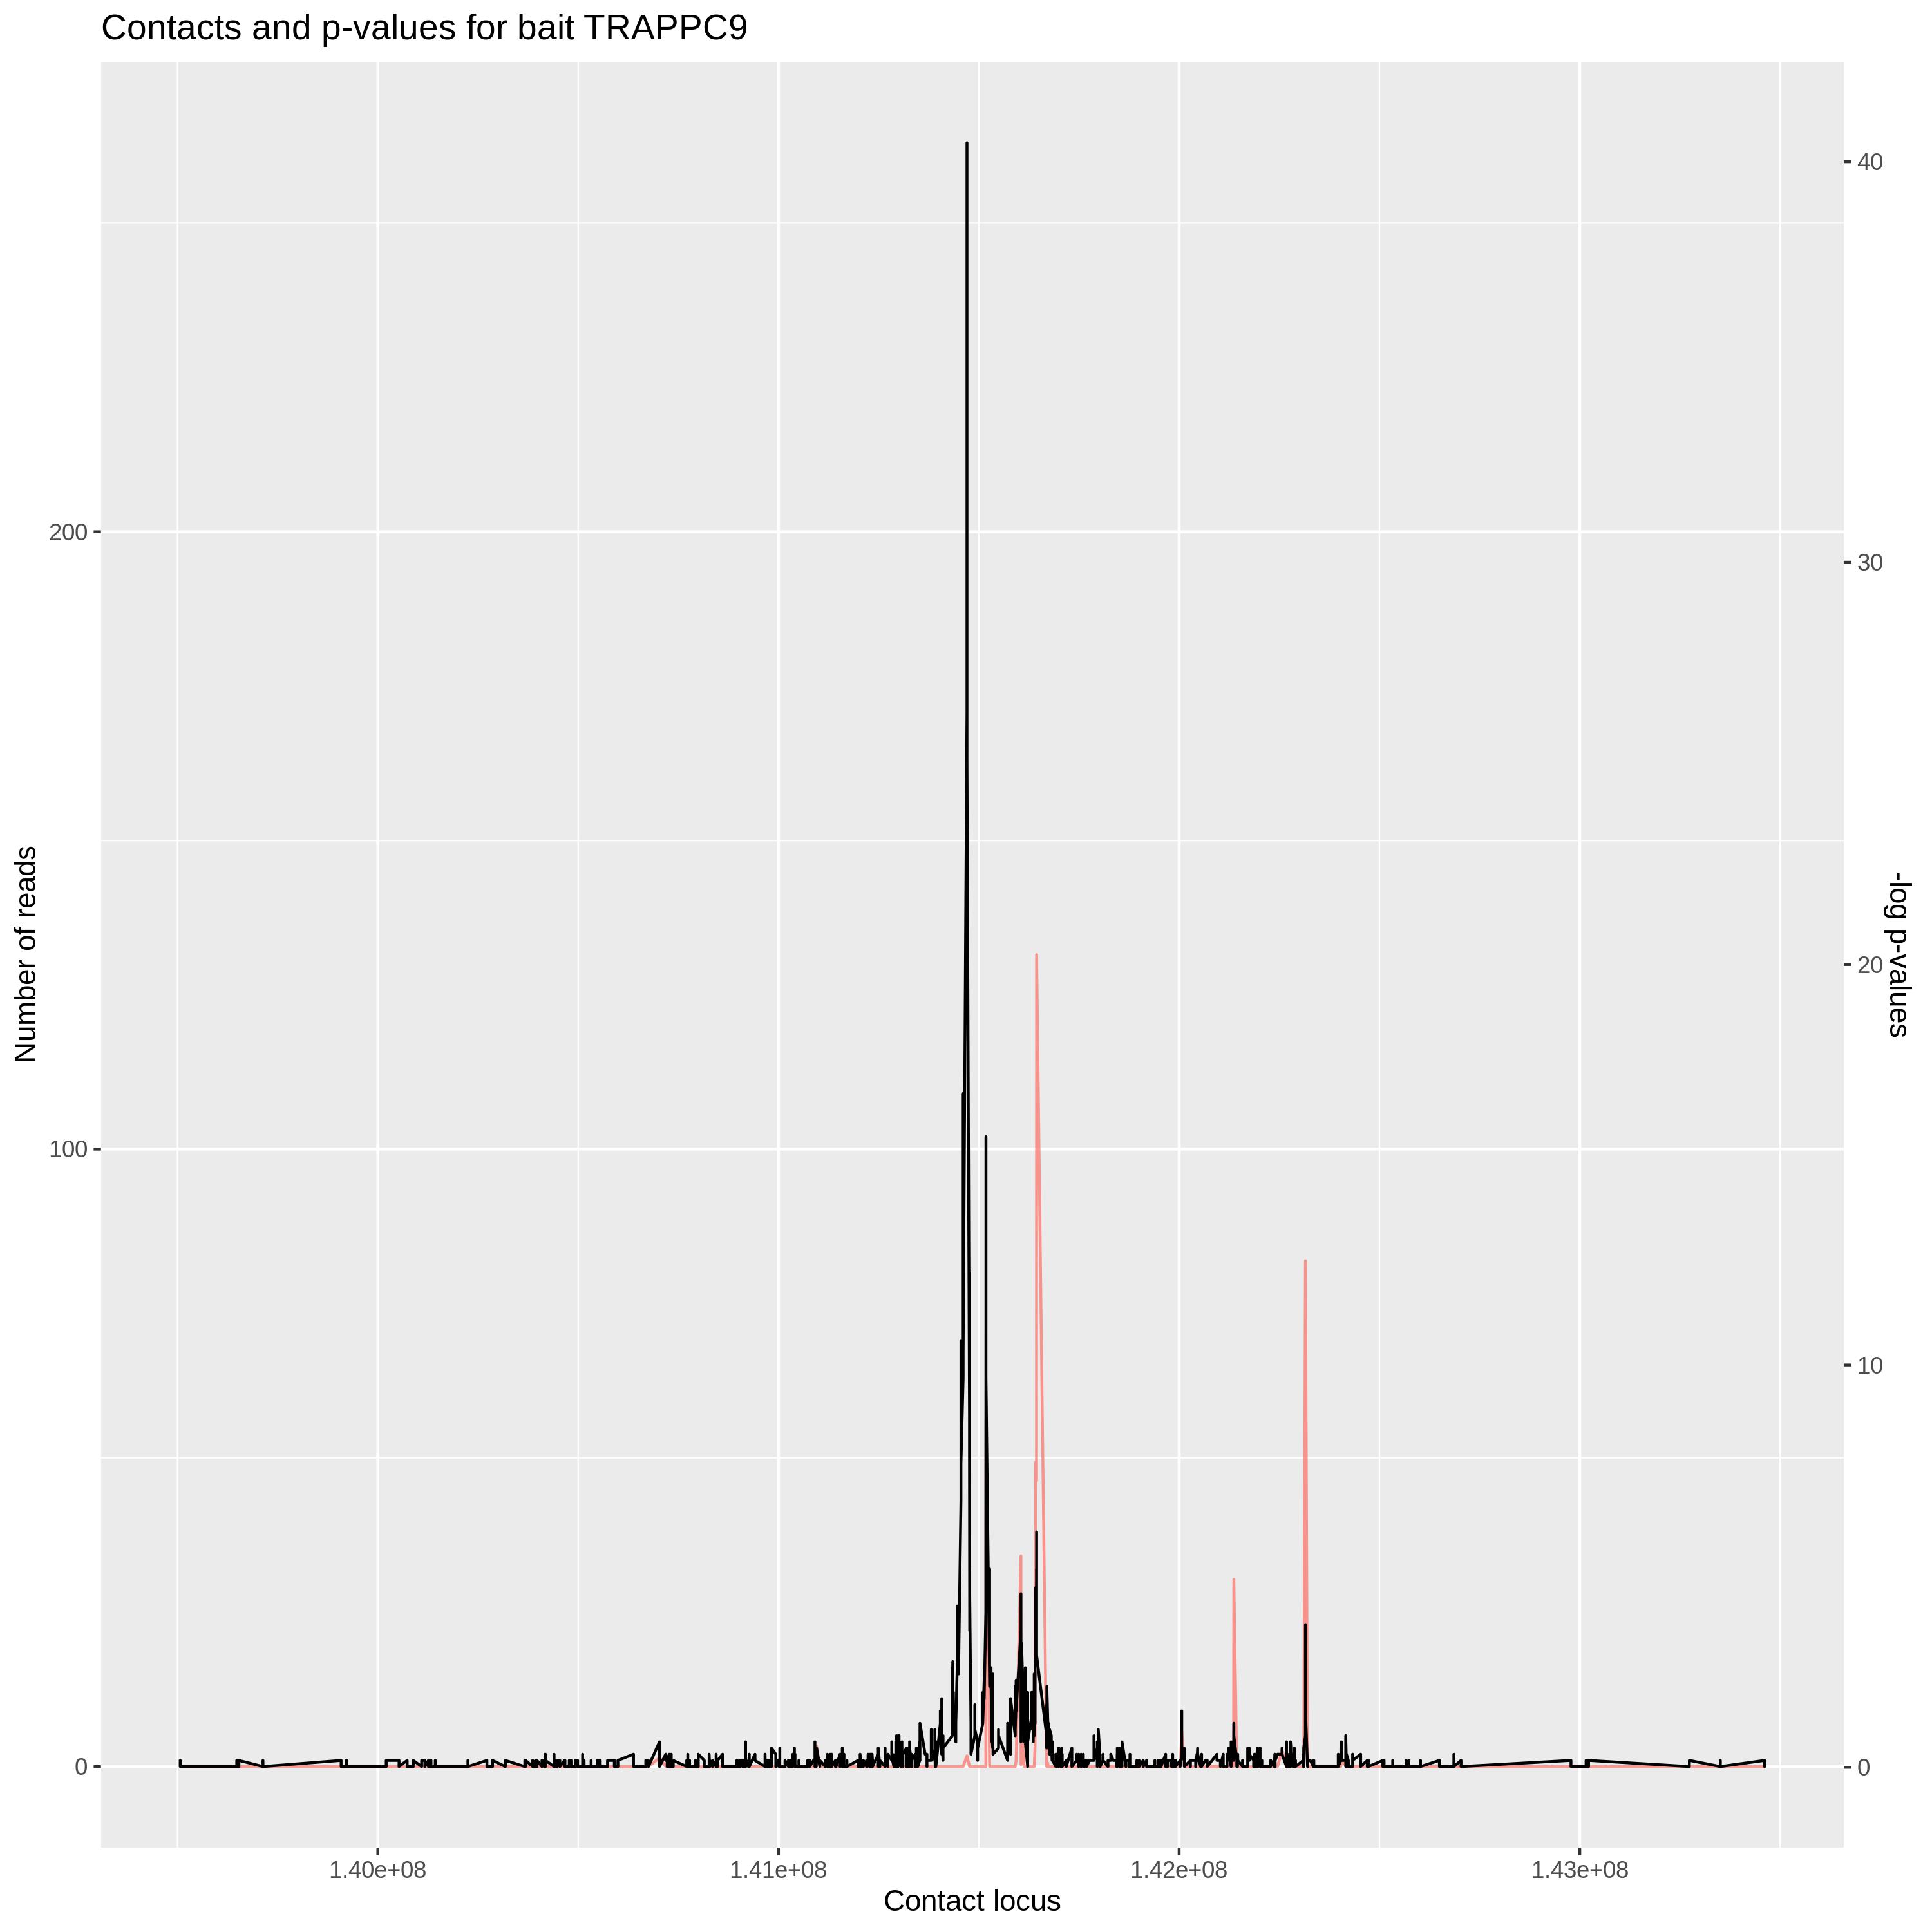 Contacts and p-values for bait TRAPPC9
Number of reads
200
100
0
40
30
20
10
0
-log p-values
1.40e+08
1.41e+08
1.42e+08
1.43e+08
Contact locus